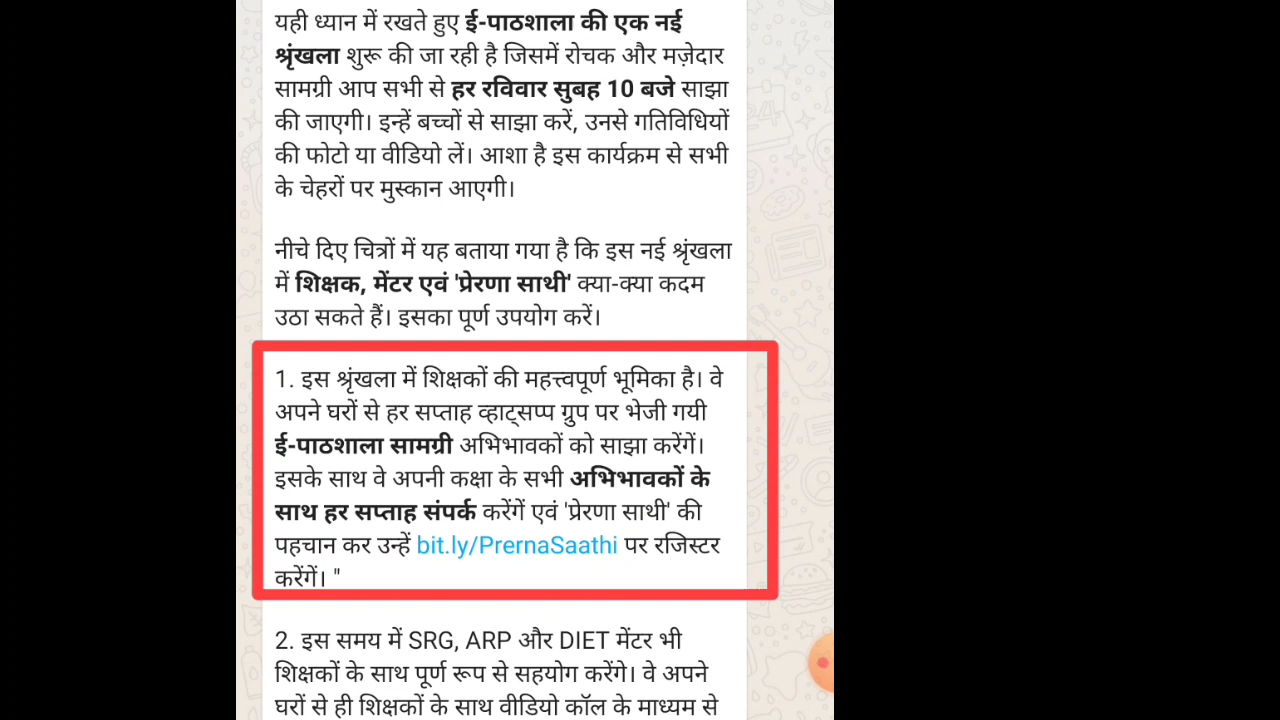 यही ध्यान में रखते हुए ई-पाठशाला की एक नई
श्रृंखला शुरू की जा रही है जिसमें रोचक और मज़ेदार
सामग्री आप सभी से हर रविवार सुबह 10 बजे साझा
की जाएगी। इन्हें बच्चों से साझा करें, उनसे गतिविधियों
की फोटो या वीडियो लें। आशा है इस कार्यक्रम से सभी
के चेहरों पर मुस्कान आएगी।
नीचे दिए चित्रों में यह बताया गया है कि इस नई श्रृंखला
में शिक्षक, मेंटर एवं 'प्रेरणा साथी' क्या-क्या कदम
उठा सकते हैं। इसका पूर्ण उपयोग करें।
1. इस श्रृंखला में शिक्षकों की महत्त्वपूर्ण भूमिका है। वे
अपने घरों से हर सप्ताह व्हाट्सप्प ग्रुप पर भेजी गयी
ई-पाठशाला सामग्री अभिभावकों को साझा करेंगें।
इसके साथ वे अपनी कक्षा के सभी अभिभावकों के
साथ हर सप्ताह संपर्क करेंगें एवं 'प्रेरणा साथी' की
पहचान कर उन्हें bit.ly/PrernaSaathi पर रजिस्टर
करेंगें। "
2. इस समय में SRG, ARP और DIET मेंटर भी
शिक्षकों के साथ पूर्ण रूप से सहयोग करेंगे। वे अपने
घरों से ही शिक्षकों के साथ वीडियो कॉल के माध्यम से